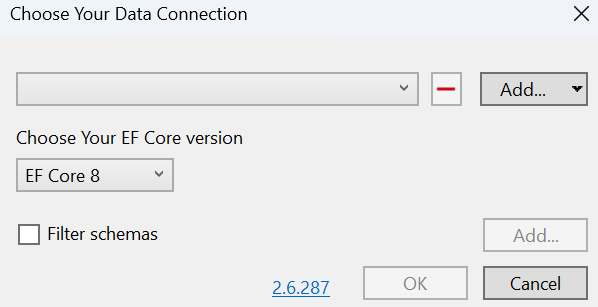 Choose Your Data Connection
Add...
Choose Your EF Core version
EF Core 8
Filter schemas
Add...
2.6.287
OK
Cancel